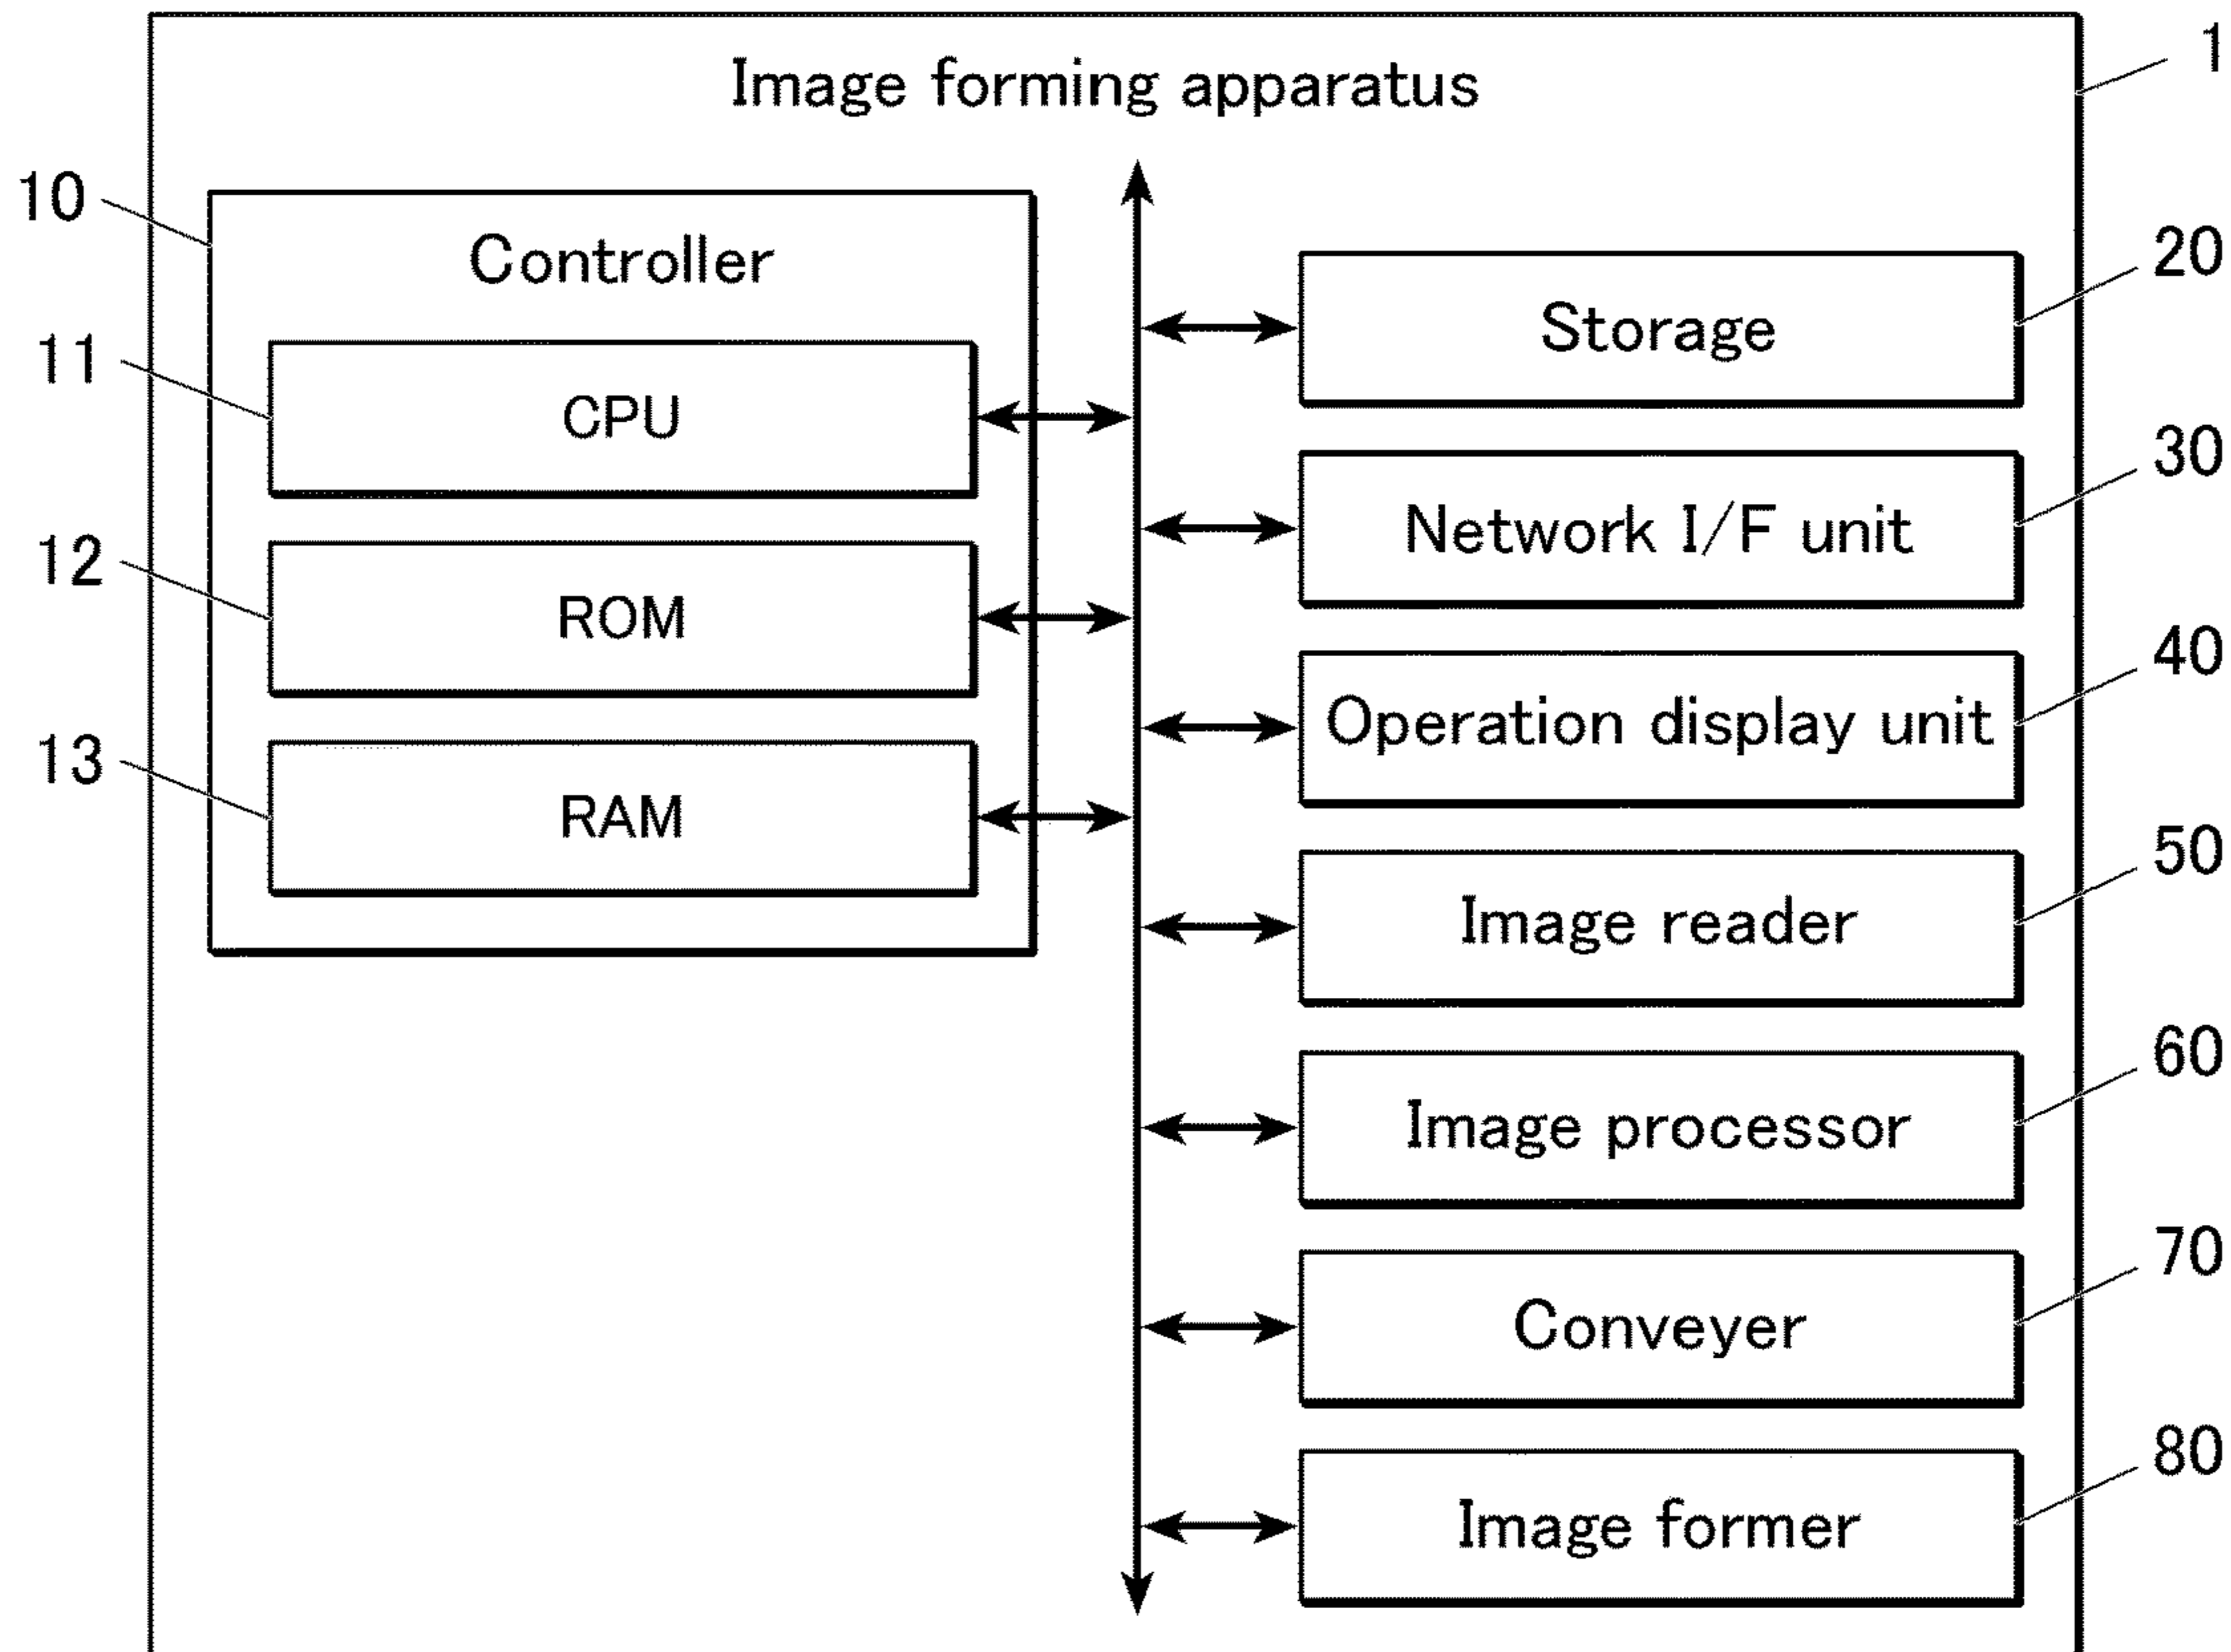 1
Image forming apparatus
10
Controller
11
CPU
12
ROM
13
RAM
20
Storage
30
Network I/F unit
40
Operation display unit
50
Image reader
60
Image processor
70
Conveyer
80
Image former